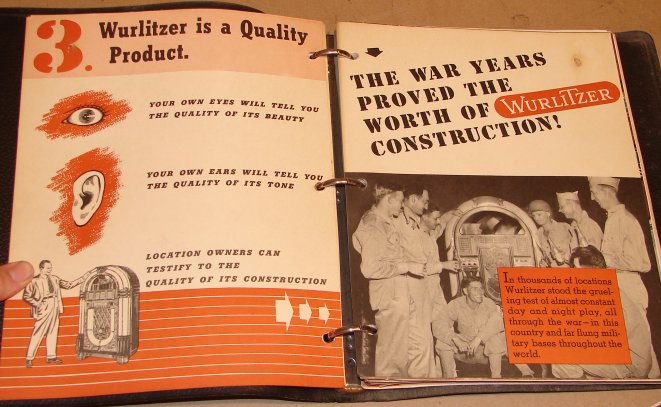 3. Wurlitzer is a Quality
Product.
YOUR OWN EYES WILL TELL YOU
THE QUALITY OF ITS BEAUTY
YOUR OWN EARS WILL TELL YOU
THE QUALITY OF ITS TONE
LOCATION OWNERS CAN
TESTIFY TO THE
QUALITY OF ITS CONSTRUCTION
THE WAR YEARS
PROVED THE
WORTH OF WURLITZER
CONSTRUCTION!
In thousands of locations
Wurlitzer stood the gruel-
ing test of almost constant
day and night play, all
through the war—in this
country and far flung mili-
tary bases throughout the
world.